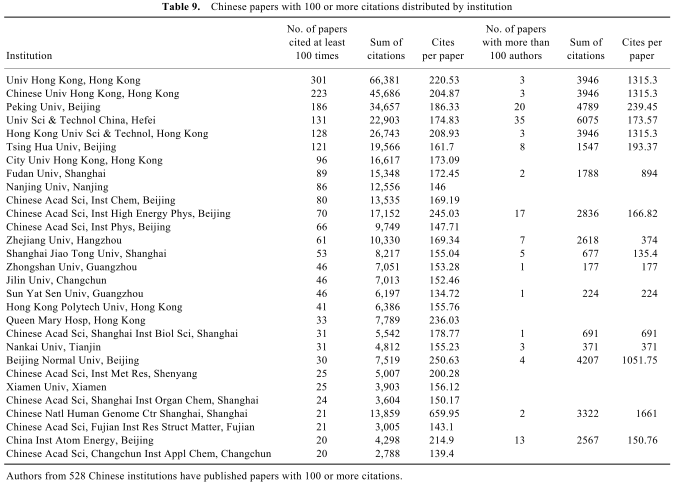 Table 9. Chinese papers with 100 or more citations distributed by institution
Institution No. of papers cited at least 100 times Sum of citations Cites per paper No. of papers with more than 100 authors Sum of citations Cites per paper
Univ Hong Kong, Hong Kong 301 66,381 220.53 3 3946 1315.3
Chinese Univ Hong Kong, Hong Kong 223 45,686 204.87 3 3946 1315.3
Peking Univ, Beijing 186 34,657 186.33 20 4789 239.45
Univ Sci & Technol China, Hefei 131 22,903 174.83 35 6075 173.57
Hong Kong Univ Sci & Technol, Hong Kong 128 26,743 208.93 3 3946 1315.3
Tsing Hua Univ, Beijing 121 19,566 161.7 8 1547 193.37
City Univ Hong Kong, Hong Kong 96 16,617 173.09
Fudan Univ, Shanghai 89 15,348 172.45 2 1788 894
Nanjing Univ, Nanjing 86 12,556 146
Chinese Acad Sci, Inst Chem, Beijing 80 13,535 169.19
Chinese Acad Sci, Inst High Energy Phys, Beijing 70 17,152 245.03 17 2836 166.82
Chinese Acad Sci, Inst Phys, Beijing 66 9,749 147.71
Zhejiang Univ, Hangzhou 61 10,330 169.34 7 2618 374
Shanghai Jiao Tong Univ, Shanghai 53 8,217 155.04 5 677 135.4
Zhongshan Univ, Guangzhou 46 7,051 153.28 1 177 177
Jilin Univ, Changchun 46 7,013 152.46
Sun Yat Sen Univ, Guangzhou 46 6,197 134.72 1 224 224
Hong Kong Polytech Univ, Hong Kong 41 6,386 155.76
Queen Mary Hosp, Hong Kong 33 7,789 236.03
Chinese Acad Sci, Shanghai Inst Biol Sci, Shanghai 31 5,542 178.77 1 691 691
Nankai Univ, Tianjin 31 4,812 155.23 3 371 371
Beijing Normal Univ, Beijing 30 7,519 250.63 4 4207 1051.75
Chinese Acad Sci, Inst Met Res, Shenyang 25 5,007 200.28
Xiamen Univ, Xiamen 25 3,903 156.12
Chinese Acad Sci, Shanghai Inst Organ Chem, Shanghai 24 3,604 150.17
Chinese Natl Human Genome Ctr Shanghai, Shanghai 21 13,859 659.95 2 3322 1661
Chinese Acad Sci, Fujian Inst Res Struct Matter, Fujian 21 3,005 143.1
China Inst Atom Energy, Beijing 20 4,298 214.9 13 2567 150.76
Chinese Acad Sci, Changchun Inst Appl Chem, Changchun 20 2,788 139.4
Authors from 528 Chinese institutions have published papers with 100 or more citations.